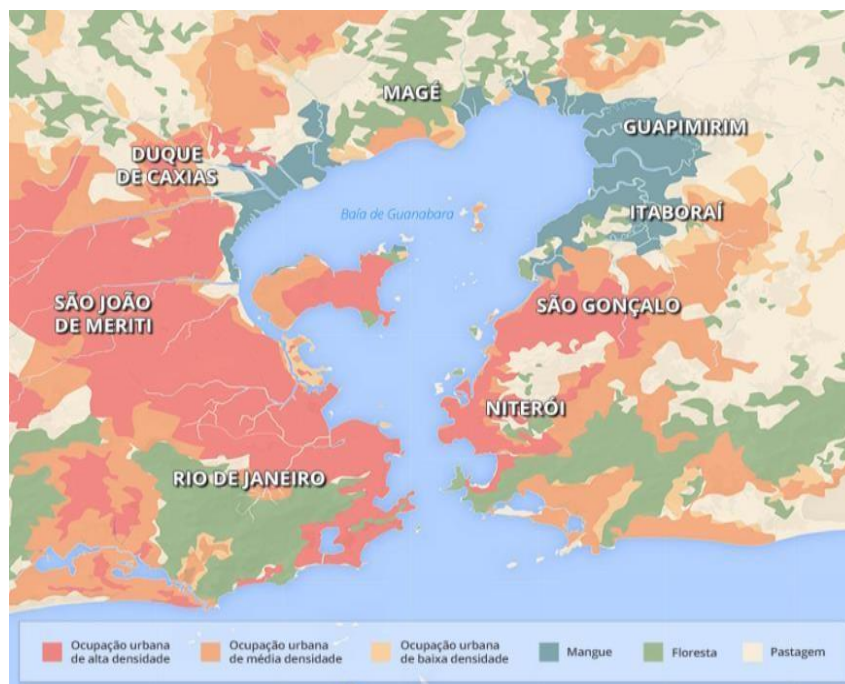 MAGÉ
GUAPIMIRIM
DUQUE
DE CAXIAS
Baía de Guanabara
ITABORAÍ
SÃO JOÃO
DE MERITI
SÃO GONÇALO
NITERÓI
RIO DE JANEIRO
Ocupação urbana
de alta densidade
Ocupação urbana
de média densidade
Ocupação urbana
de baixa densidade
Mangue
Floresta
Pastagem